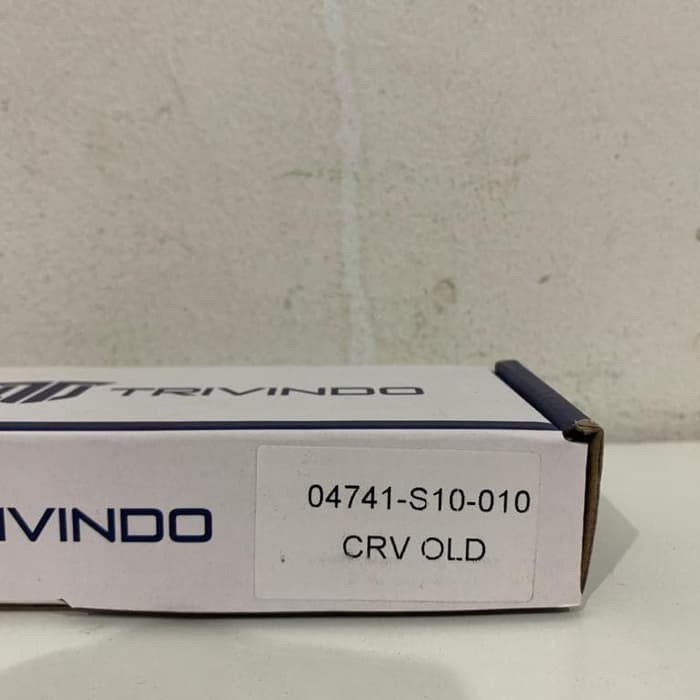 TRIVINDO
IVINDO
04741-S10-010
CRV OLD